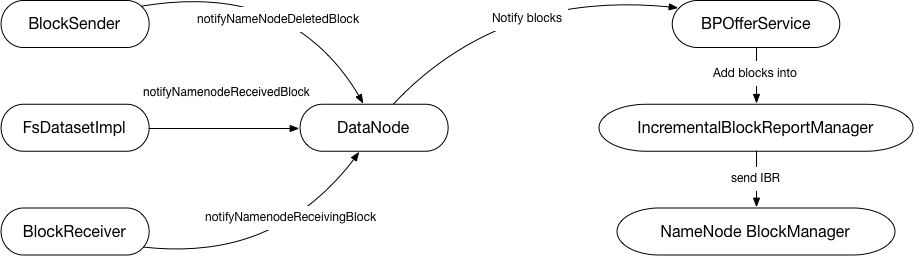 BlockSender
notifyNameNodeDeletedBlock
Notify blocks
BPOfferService
Add blocks into
notifyNamenodeReceivedBlock
FsDatasetImpl
DataNode
IncrementalBlockReportManager
send IBR
notifyNamenodeReceivingBlock
BlockReceiver
NameNode BlockManager